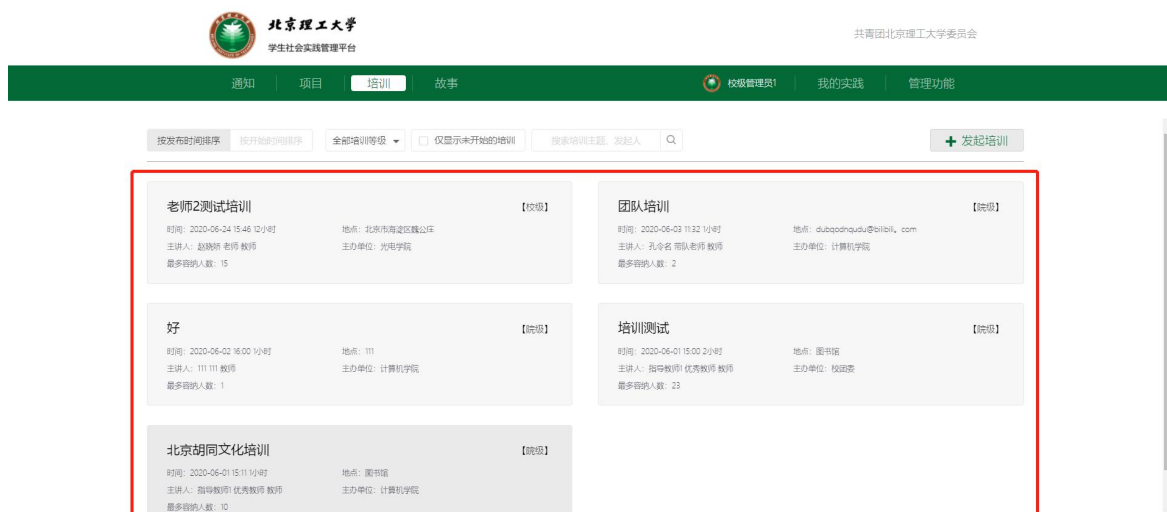 北京理工大学
学生社会实践管理平台
共青团北京理工大学委员会
通知 项目 培训 故事 校级管理员1 我的实践 管理功能
按发布时间排序 按开始时间排序 全部培训等级 仅显示未开始的培训 搜索培训主题、发起人 发起培训
老师2测试培训 【校级】
时间：2020-06-24 15:46 12小时 地点：北京市海淀区魏公庄
主讲人：赵晓娇 老师 教师 主办单位：光电学院
最多容纳人数：15
团队培训 【院级】
时间：2020-06-03 11:32 1小时 地点：dubqodnqudu@bilibili。com
主讲人：孔令名 带队老师 教师 主办单位：计算机学院
最多容纳人数：2
好 【院级】
时间：2020-06-02 16:00 1小时 地点：111
主讲人：111 111 教师 主办单位：计算机学院
最多容纳人数：1
培训测试 【院级】
时间：2020-06-01 15:00 2小时 地点：图书馆
主讲人：指导教师1 优秀教师 教师 主办单位：校团委
最多容纳人数：23
北京胡同文化培训 【院级】
时间：2020-06-01 15:11 1小时 地点：图书馆
主讲人：指导教师1 优秀教师 教师 主办单位：计算机学院
最多容纳人数：10